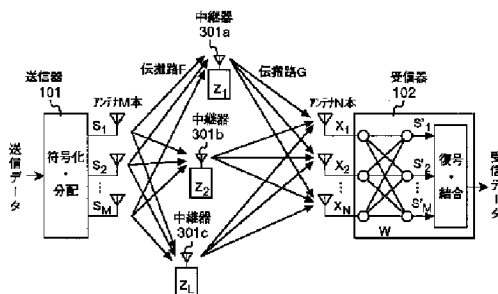 中継器
301a
送信器
101
伝搬路F
伝搬路G
受信器
102
Z1
アンテナM本
アンテナN本
中継器
301b
送信データ
符号化・分配
S1
S2
SM
Z2
X1
X2
XN
S'1
S'2
S'M
W
復号・結合
受信データ
中継器
301c
ZL